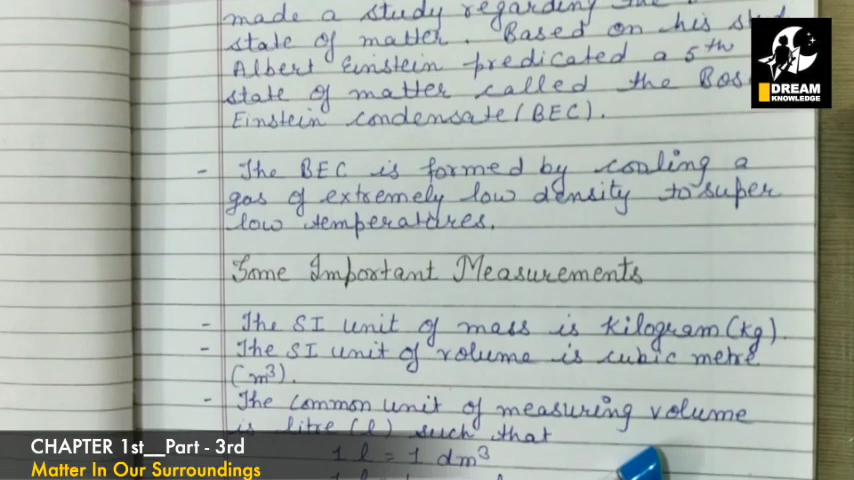 made a study regarding the
state of matter. Based on his
Albert Einstein predicated a 5th
state of matter called the Bos
Einstein condensate (BEC).
- The BEC is formed by cooling a
gas of extremely low density to super
low temperatures.
Some Important Measurements
- The SI unit of mass is kilogram (kg).
- The SI unit of volume is cubic metre
(m³).
- The common unit of measuring volume
is litre (l) such that
1 l = 1 dm³
DREAM
KNOWLEDGE
CHAPTER 1st__Part - 3rd
Matter In Our Surroundings